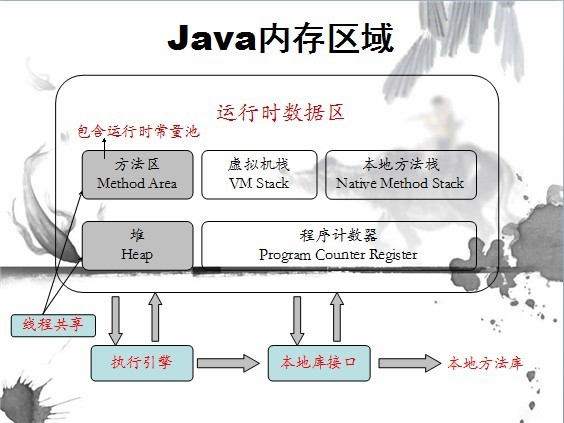 Java内存区域
运行时数据区
包含运行时常量池
方法区
Method Area
虚拟机栈
VM Stack
本地方法栈
Native Method Stack
堆
Heap
程序计数器
Program Counter Register
线程共享
执行引擎
本地库接口
本地方法库